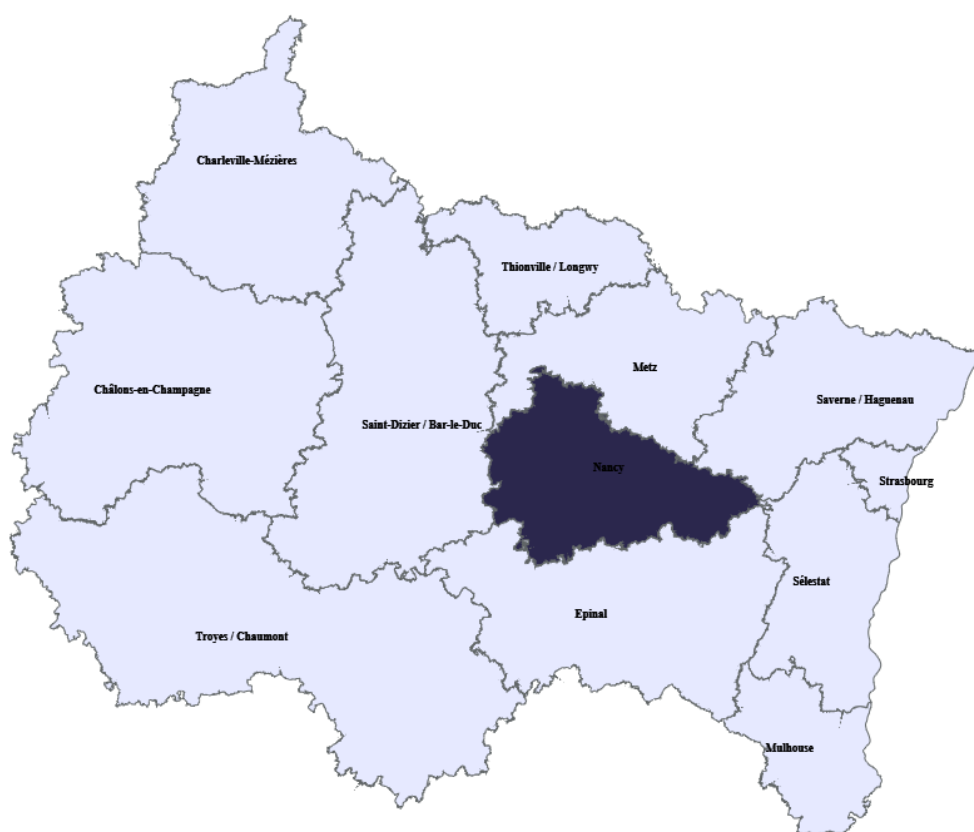 Charleville-Mézières
Thionville / Longwy
Metz
Châlons-en-Champagne
Saverne / Haguenau
Saint-Dizier / Bar-le-Duc
Nancy
Strasbourg
Sélestat
Epinal
Troyes / Chaumont
Mulhouse